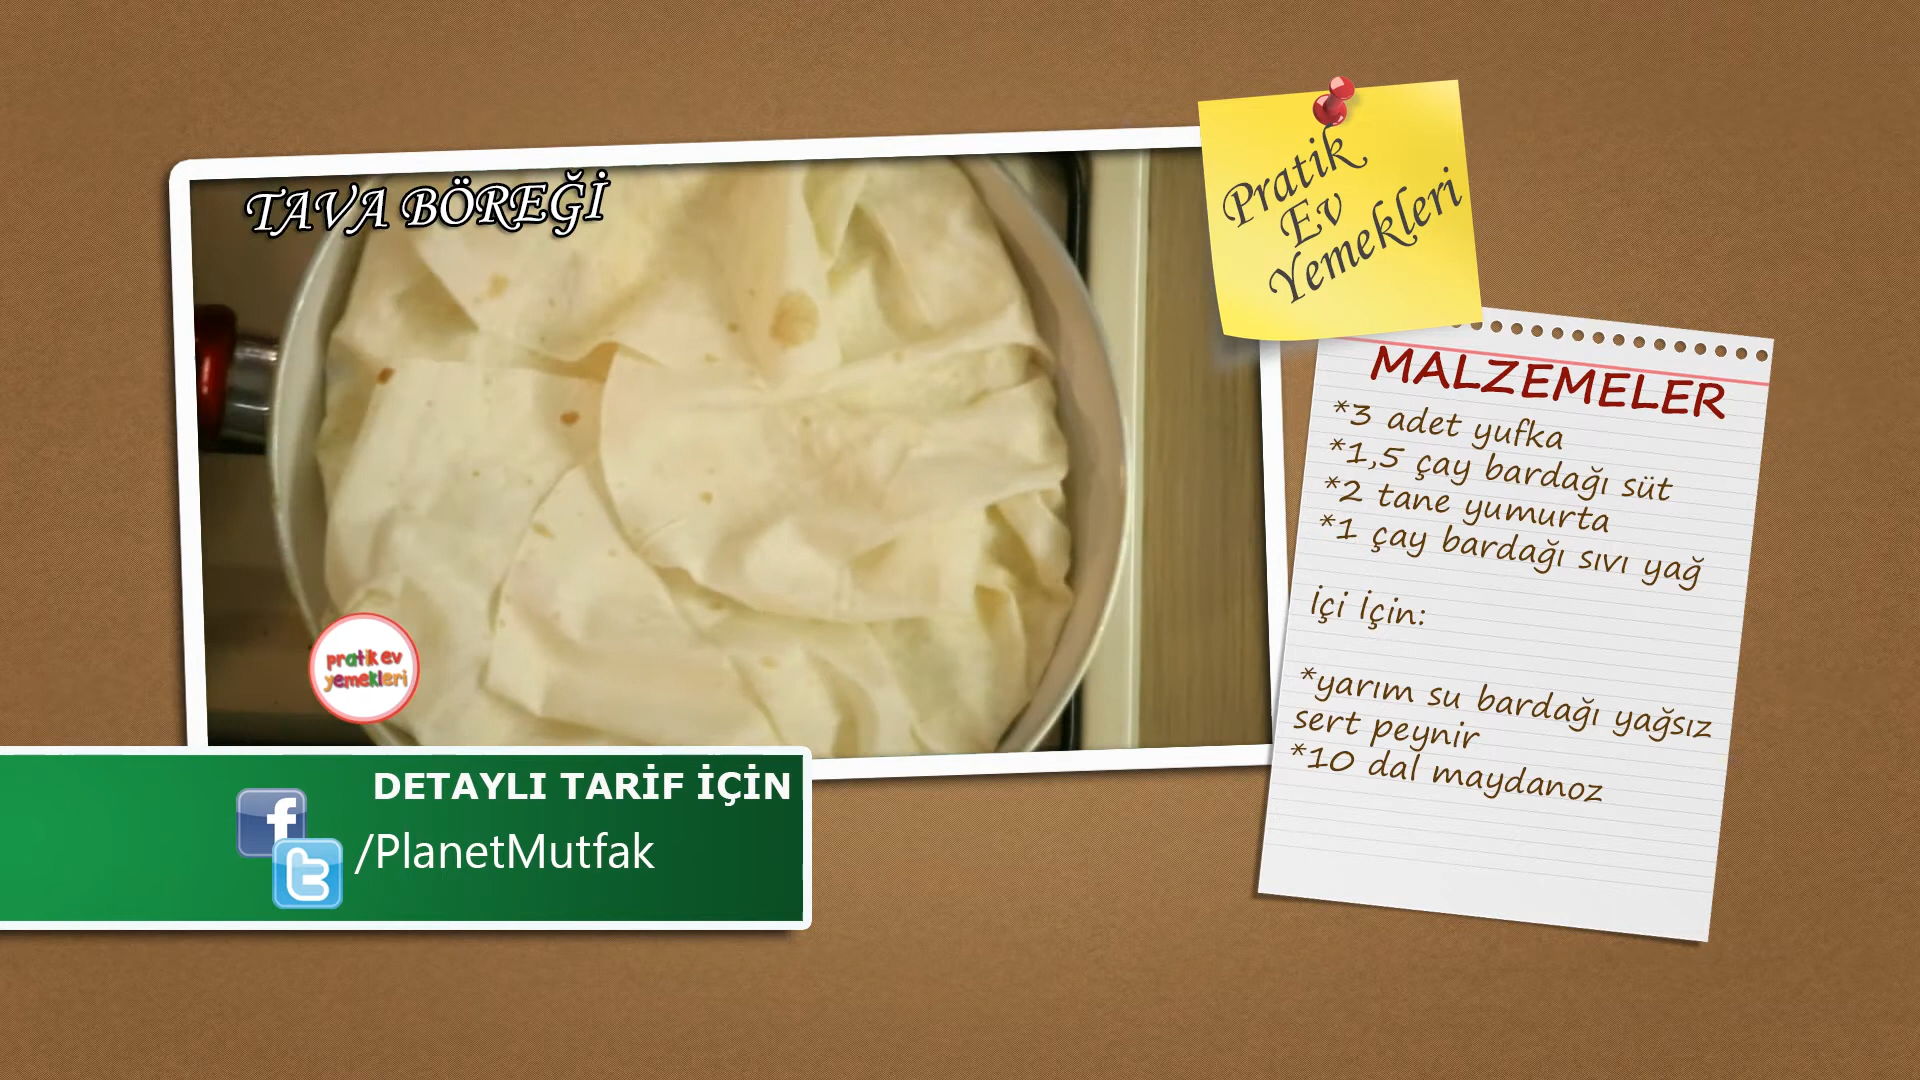 TAVA BÖREĞİ
Pratik
Ev
Yemekleri
MALZEMELER
*3 adet yufka
*1,5 çay bardağı süt
*2 tane yumurta
*1 çay bardağı sıvı yağ
İçi İçin:
*yarım su bardağı yağsız
sert peynir
*10 dal maydanoz
pratik ev
yemekleri
DETAYLI TARİF İÇİN
/PlanetMutfak